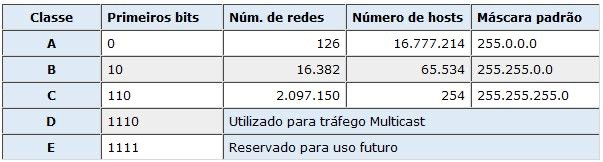 Classe Primeiros bits Núm. de redes Número de hosts Máscara padrão
A 0 126 16.777.214 255.0.0.0
B 10 16.382 65.534 255.255.0.0
C 110 2.097.150 254 255.255.255.0
D 1110 Utilizado para tráfego Multicast
E 1111 Reservado para uso futuro